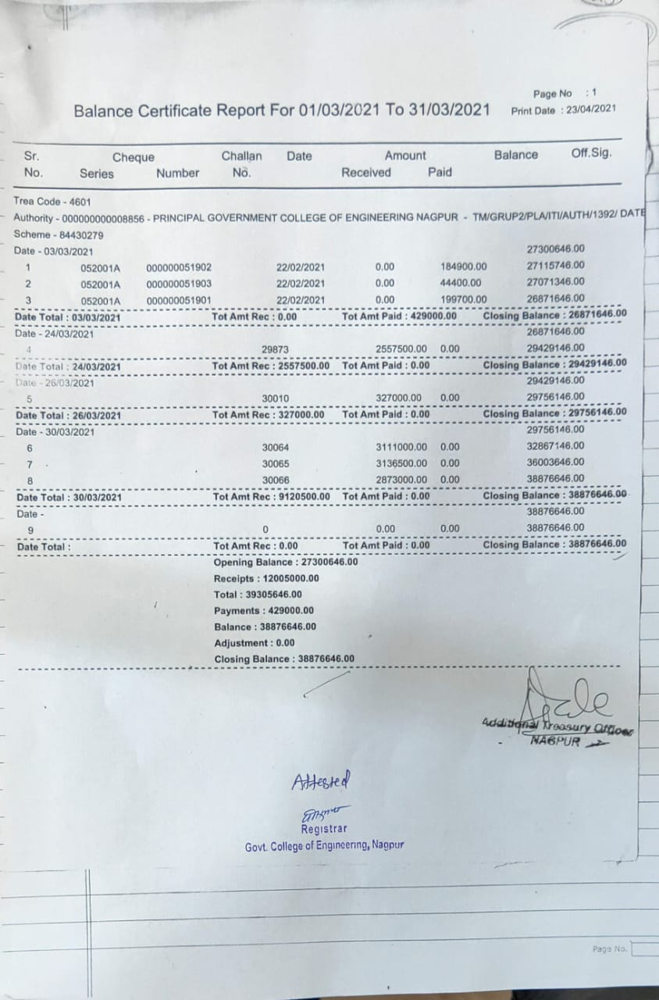 Page No : 1
Balance Certificate Report For 01/03/2021 To 31/03/2021 Print Date : 23/04/2021
Sr. Cheque Challan Date Amount Balance Off.Sig.
No. Series Number No. Received Paid
Trea Code - 4601
Authority - 000000000008856 - PRINCIPAL GOVERNMENT COLLEGE OF ENGINEERING NAGPUR - TM/GRUP2/PLA/ITI/AUTH/1392/ DATE
Scheme - 84430279
Date - 03/03/2021 27300646.00
1 052001A 000000051902 22/02/2021 0.00 184900.00 27115746.00
2 052001A 000000051903 22/02/2021 0.00 44400.00 27071346.00
3 052001A 000000051901 22/02/2021 0.00 199700.00 26871646.00
Date Total : 03/03/2021 Tot Amt Rec : 0.00 Tot Amt Paid : 429000.00 Closing Balance : 26871646.00
Date - 24/03/2021 26871646.00
4 29873 2557500.00 0.00 29429146.00
Date Total : 24/03/2021 Tot Amt Rec : 2557500.00 Tot Amt Paid : 0.00 Closing Balance : 29429146.00
Date - 26/03/2021 29429146.00
5 30010 327000.00 0.00 29756146.00
Date Total : 26/03/2021 Tot Amt Rec : 327000.00 Tot Amt Paid : 0.00 Closing Balance : 29756146.00
Date - 30/03/2021 29756146.00
6 30064 3111000.00 0.00 32867146.00
7 30065 3136500.00 0.00 36003646.00
8 30066 2873000.00 0.00 38876646.00
Date Total : 30/03/2021 Tot Amt Rec : 9120500.00 Tot Amt Paid : 0.00 Closing Balance : 38876646.00
Date - 38876646.00
9 0 0.00 0.00 38876646.00
Date Total : Tot Amt Rec : 0.00 Tot Amt Paid : 0.00 Closing Balance : 38876646.00
Opening Balance : 27300646.00
Receipts : 12005000.00
Total : 39305646.00
Payments : 429000.00
Balance : 38876646.00
Adjustment : 0.00
Closing Balance : 38876646.00
Additional Treasury Officer
NAGPUR
Attested
Registrar
Govt. College of Engineering, Nagpur
Page No.